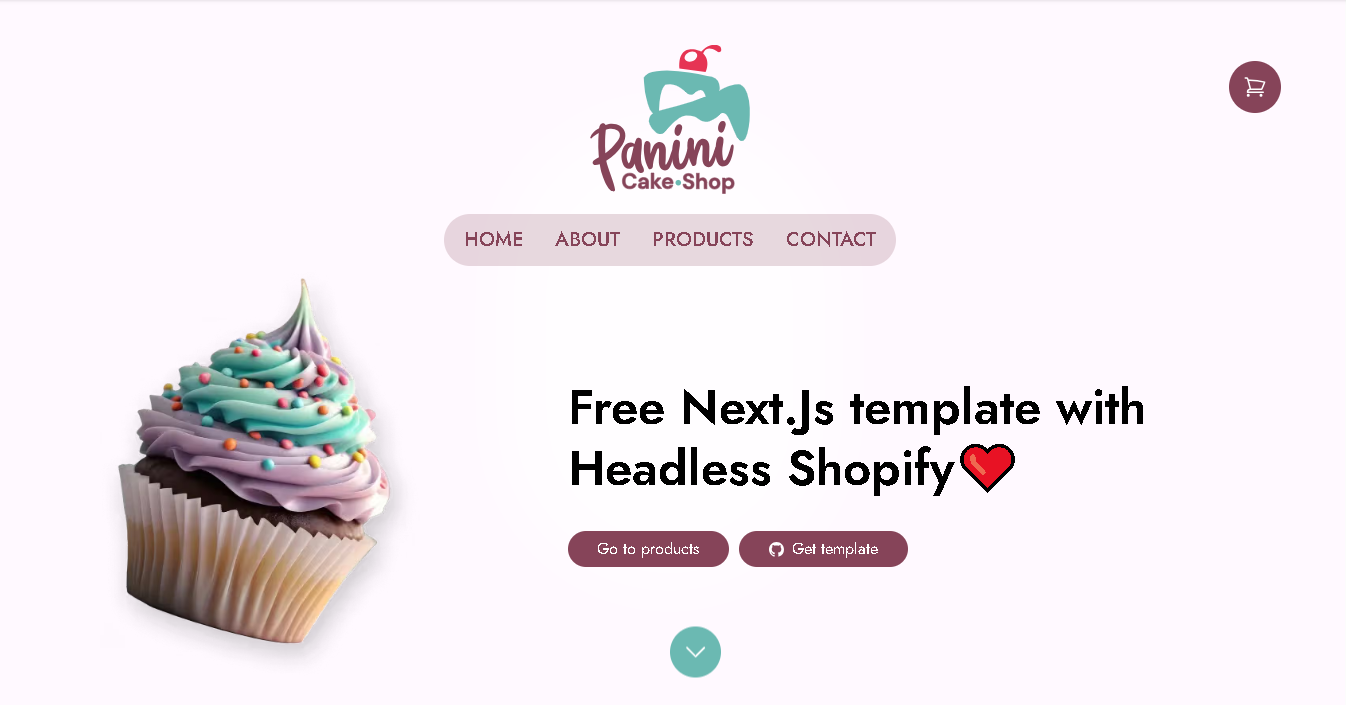 Panini
Cake•Shop
HOME ABOUT PRODUCTS CONTACT
Free Next.Js template with
Headless Shopify
Go to products Get template